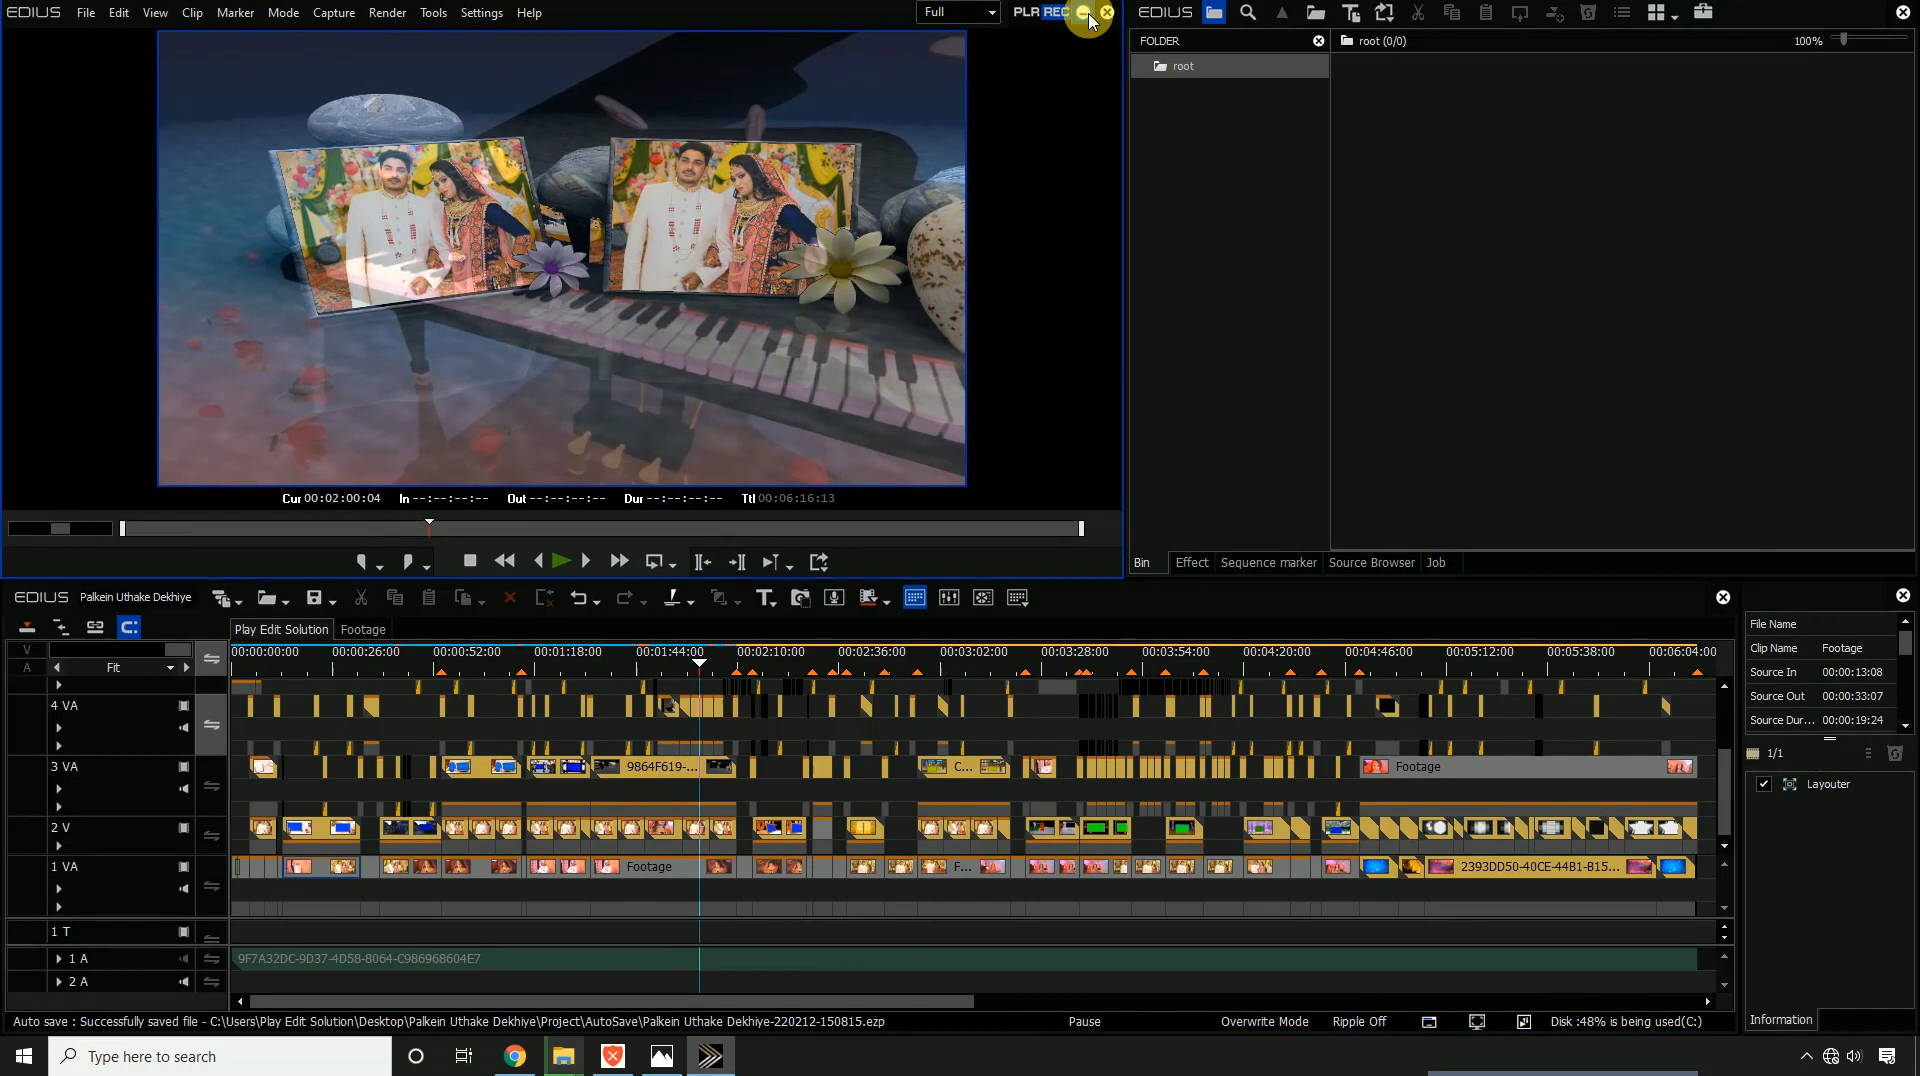 EDIUS File Edit View Clip Marker Mode Capture Render Tools Settings Help Full PLR REC
EDIUS
FOLDER root (0/0) 100%
root
Cur 00:02:00:04 In --:--:--:-- Out --:--:--:-- Dur --:--:--:-- Ttl 00:06:16:13
Bin Effect Sequence marker Source Browser Job
EDIUS Palkein Uthake Dekhiye
Play Edit Solution Footage
V
A Fit
00:00:00:00 00:00:26:00 00:00:52:00 00:01:18:00 00:01:44:00 00:02:10:00 00:02:36:00 00:03:02:00 00:03:28:00 00:03:54:00 00:04:20:00 00:04:46:00 00:05:12:00 00:05:38:00 00:06:04:00
4 VA
3 VA 9864F619-... C... Footage
2 V
1 VA Footage F... 2393DD50-40CE-44B1-B15...
1 T
1 A 9F7A32DC-9D37-4D58-8064-C986968604E7
2 A
File Name
Clip Name Footage
Source In 00:00:13:08
Source Out 00:00:33:07
Source Dur... 00:00:19:24
1/1
Layouter
Information
Auto save : Successfully saved file - C:\Users\Play Edit Solution\Desktop\Palkein Uthake Dekhiye\Project\AutoSave\Palkein Uthake Dekhiye-220212-150815.ezp Pause Overwrite Mode Ripple Off Disk :48% is being used(C:)
Type here to search